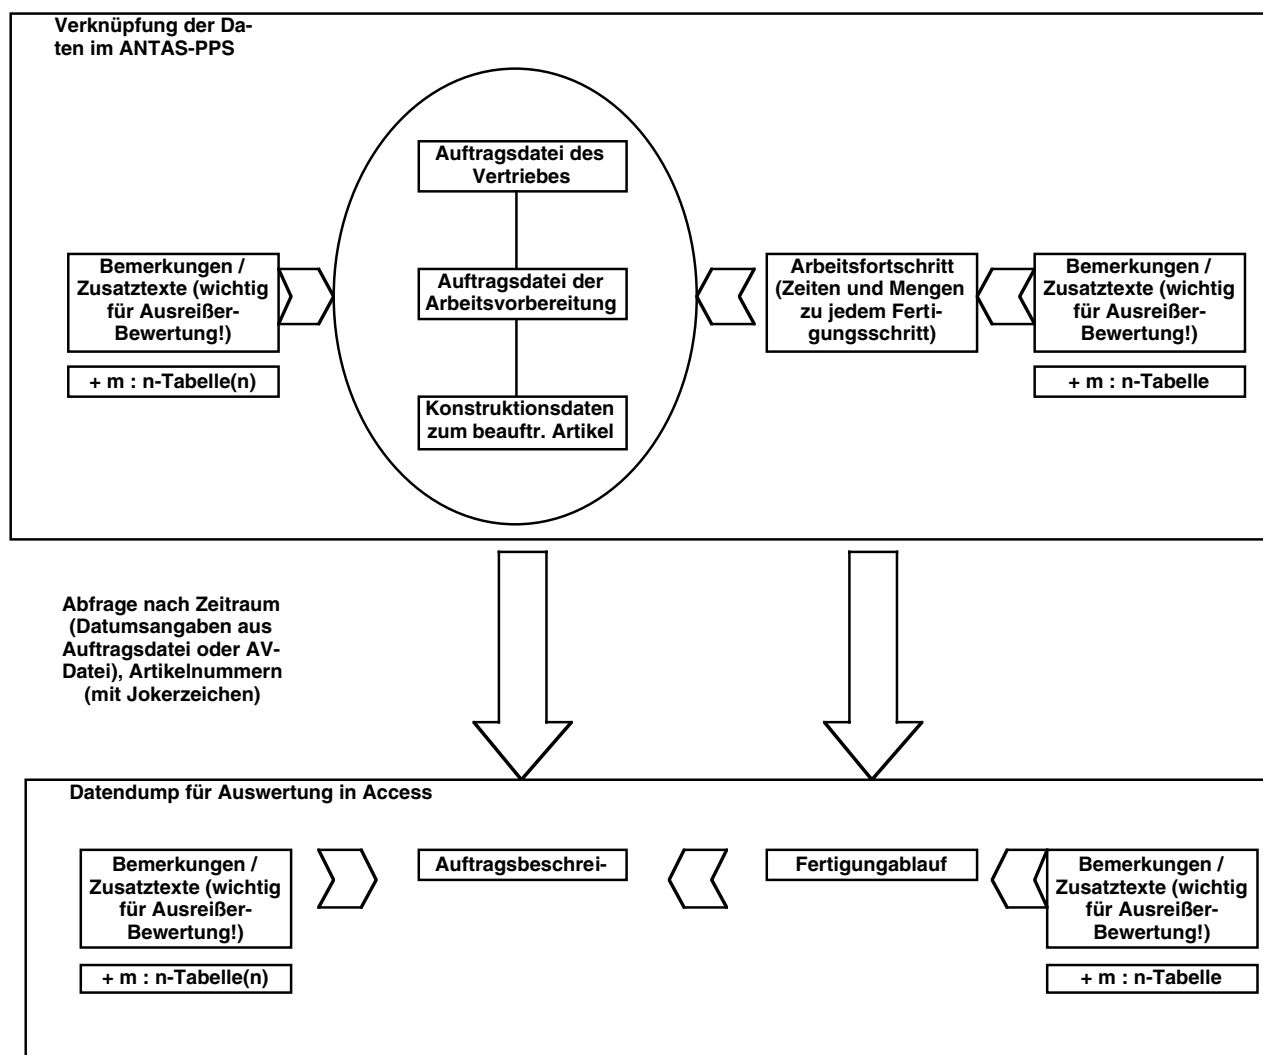 Verknüpfung der Da-
ten im ANTAS-PPS
Auftragsdatei des
Vertriebes
Bemerkungen /
Zusatztexte (wichtig
für Ausreißer-
Bewertung!)
+ m : n-Tabelle(n)
Auftragsdatei der
Arbeitsvorbereitung
Konstruktionsdaten
zum beauftr. Artikel
Arbeitsfortschritt
(Zeiten und Mengen
zu jedem Ferti-
gungsschritt)
Bemerkungen /
Zusatztexte (wichtig
für Ausreißer-
Bewertung!)
+ m : n-Tabelle
Abfrage nach Zeitraum
(Datumsangaben aus
Auftragsdatei oder AV-
Datei), Artikelnummern
(mit Jokerzeichen)
Datendump für Auswertung in Access
Bemerkungen /
Zusatztexte (wichtig
für Ausreißer-
Bewertung!)
+ m : n-Tabelle(n)
Auftragsbeschrei-
Fertigungablauf
Bemerkungen /
Zusatztexte (wichtig
für Ausreißer-
Bewertung!)
+ m : n-Tabelle